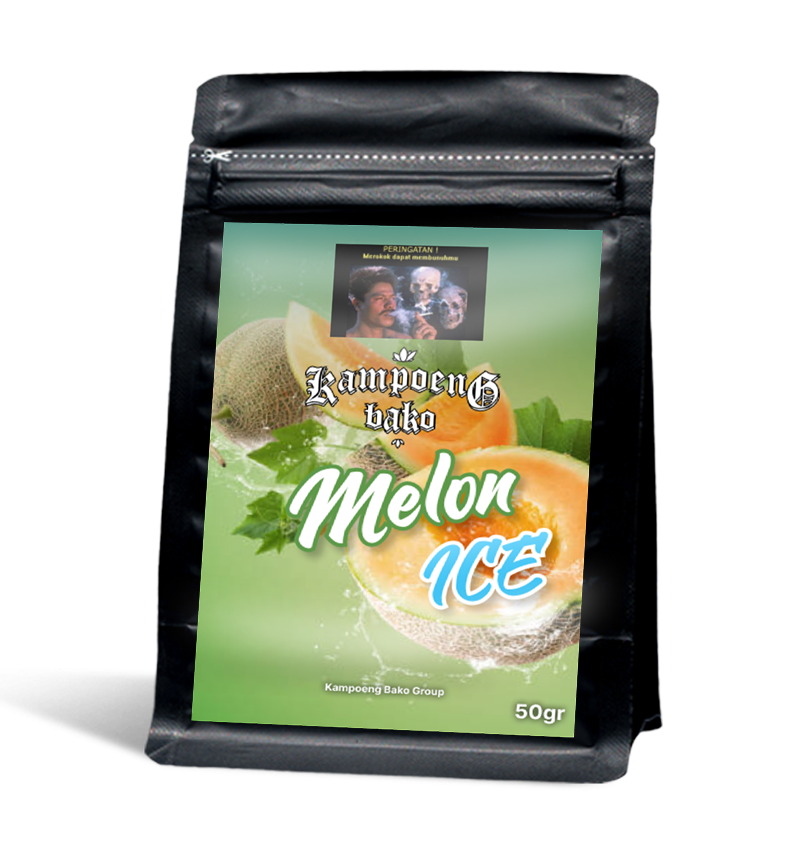 PERINGATAN !
Merokok dapat membunuhmu
KampoenG
bako
Melon
ICE
Kampoeng Bako Group
50gr